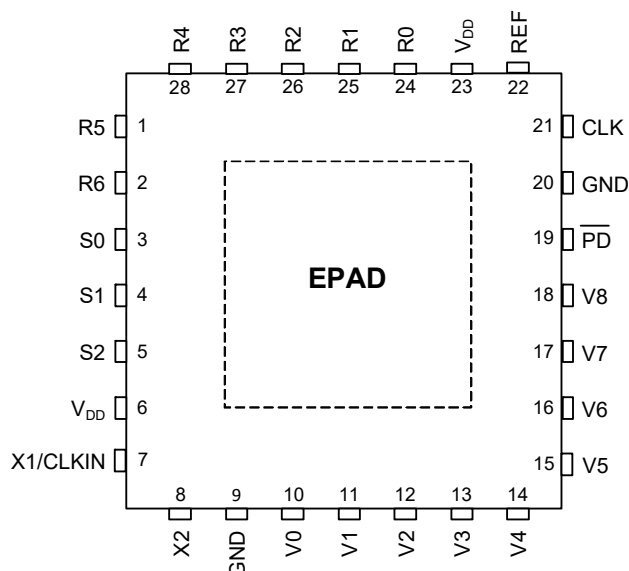 R4 R3 R2 R1 R0 VDD REF
28 27 26 25 24 23 22
R5 1 21 CLK
R6 2 20 GND
S0 3 19 PD
EPAD
S1 4 18 V8
S2 5 17 V7
VDD 6 16 V6
X1/CLKIN 7 15 V5
8 9 10 11 12 13 14
X2 GND V0 V1 V2 V3 V4